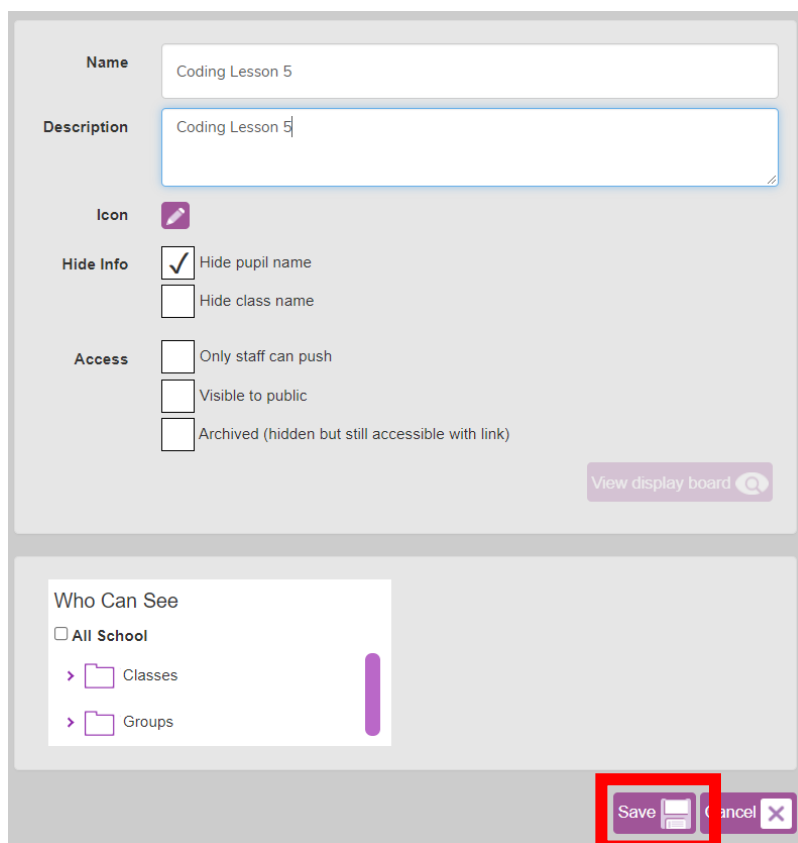 Name
Coding Lesson 5
Description
Coding Lesson 5
Icon
Hide Info
Hide pupil name
Hide class name
Access
Only staff can push
Visible to public
Archived (hidden but still accessible with link)
View display board
Who Can See
All School
Classes
Groups
Save
Cancel